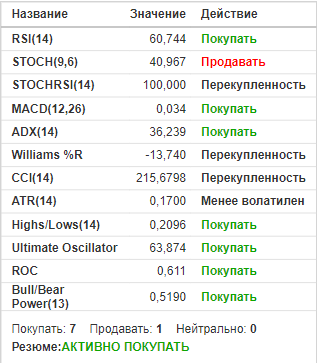 Название Значение Действие
RSI(14) 60,744 Покупать
STOCH(9,6) 40,967 Продавать
STOCHRSI(14) 100,000 Перекупленность
MACD(12,26) 0,034 Покупать
ADX(14) 36,239 Покупать
Williams %R -13,740 Перекупленность
CCI(14) 215,6798 Перекупленность
ATR(14) 0,1700 Менее волатилен
Highs/Lows(14) 0,2096 Покупать
Ultimate Oscillator 63,874 Покупать
ROC 0,611 Покупать
Bull/Bear
Power(13) 0,5190 Покупать
Покупать: 7 Продавать: 1 Нейтрально: 0
Резюме:АКТИВНО ПОКУПАТЬ